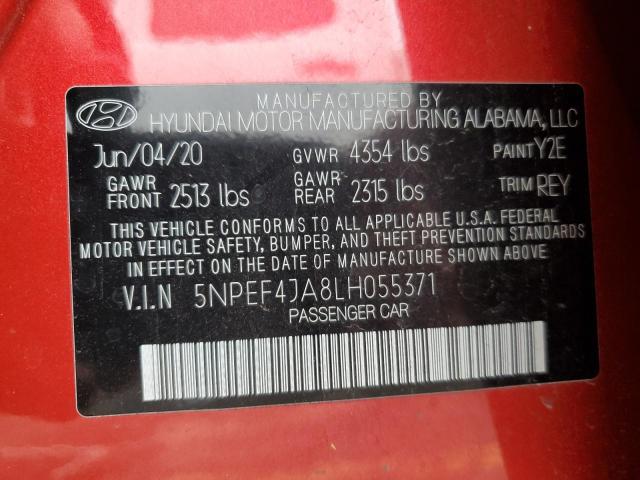 MANUFACTURED BY
HYUNDAI MOTOR MANUFACTURING ALABAMA, LLC
Jun/04/20 GVWR 4354 lbs PAINT Y2E
GAWR FRONT 2513 lbs GAWR REAR 2315 lbs TRIM REY
THIS VEHICLE CONFORMS TO ALL APPLICABLE U.S.A. FEDERAL
MOTOR VEHICLE SAFETY, BUMPER, AND THEFT PREVENTION STANDARDS
IN EFFECT ON THE DATE OF MANUFACTURE SHOWN ABOVE
V.I.N 5NPEF4JA8LH055371
PASSENGER CAR